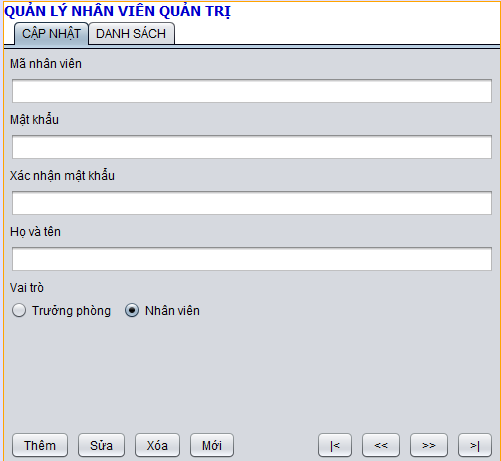 QUẢN LÝ NHÂN VIÊN QUẢN TRỊ
CẬP NHẬT DANH SÁCH
Mã nhân viên
Mật khẩu
Xác nhận mật khẩu
Họ và tên
Vai trò
Trưởng phòng Nhân viên
Thêm Sửa Xóa Mới |< << >> >|